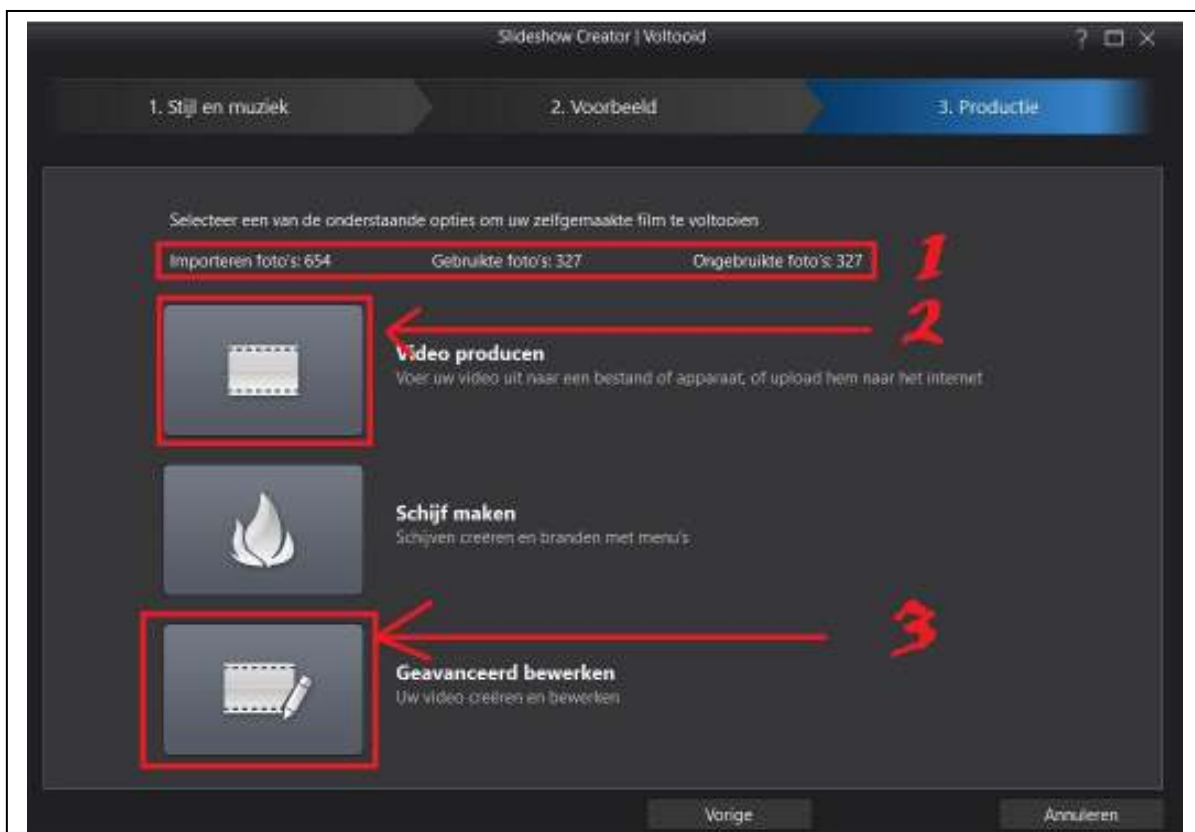 Slideshow Creator | Voltooid
?
1. Stijl en muziek 2. Voorbeeld 3. Productie
Selecteer een van de onderstaande opties om uw zelfgemaakte film te voltooien
Importeren foto's: 654 Gebruikte foto's: 327 Ongebruikte foto's: 327 1
2
Video producen
Voer uw video uit naar een bestand of apparaat, of upload hem naar het internet
Schijf maken
Schijven creëren en branden met menu's
3
Geavanceerd bewerken
Uw video creëren en bewerken
Vorige Annuleren